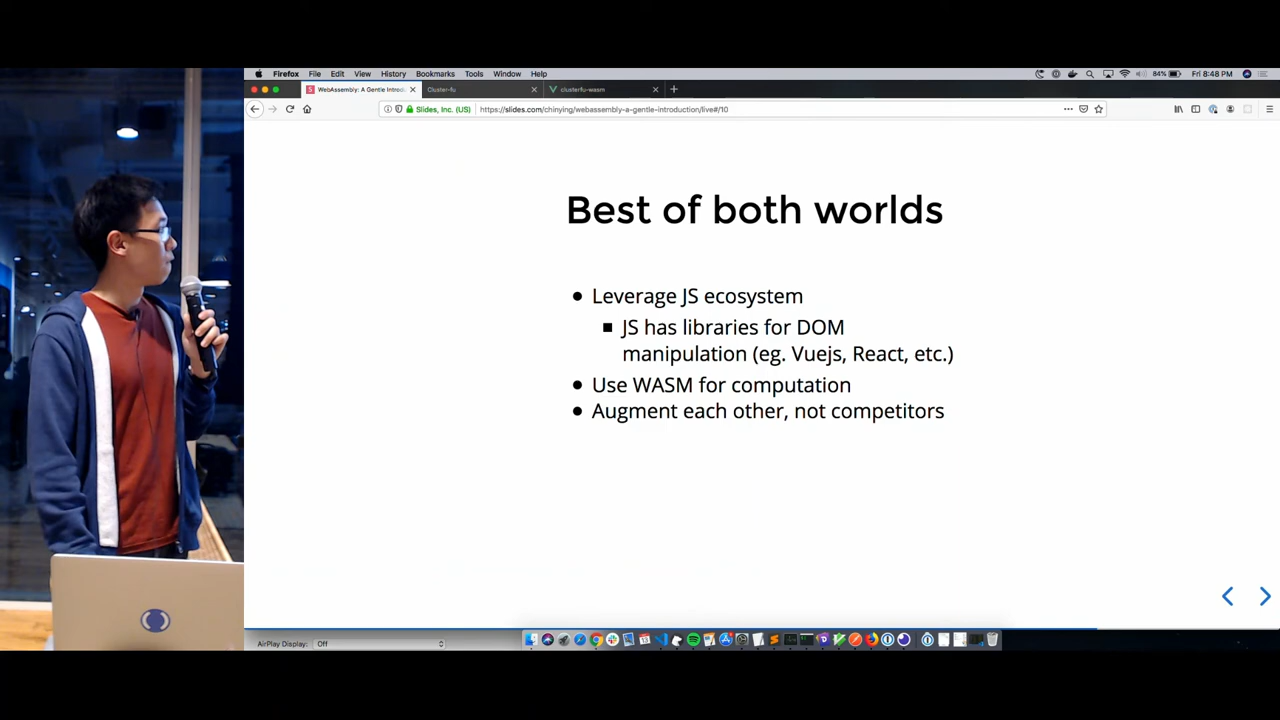 Firefox File Edit View History Bookmarks Tools Window Help 84% Fri 8:48 PM
WebAssembly: A Gentle Introdu Cluster-fu clusterfu-wasm
Slides, Inc. (US) https://slides.com/chinying/webassembly-a-gentle-introduction/live#/10
Best of both worlds
Leverage JS ecosystem
JS has libraries for DOM
manipulation (eg. Vuejs, React, etc.)
Use WASM for computation
Augment each other, not competitors
AirPlay Display: Off